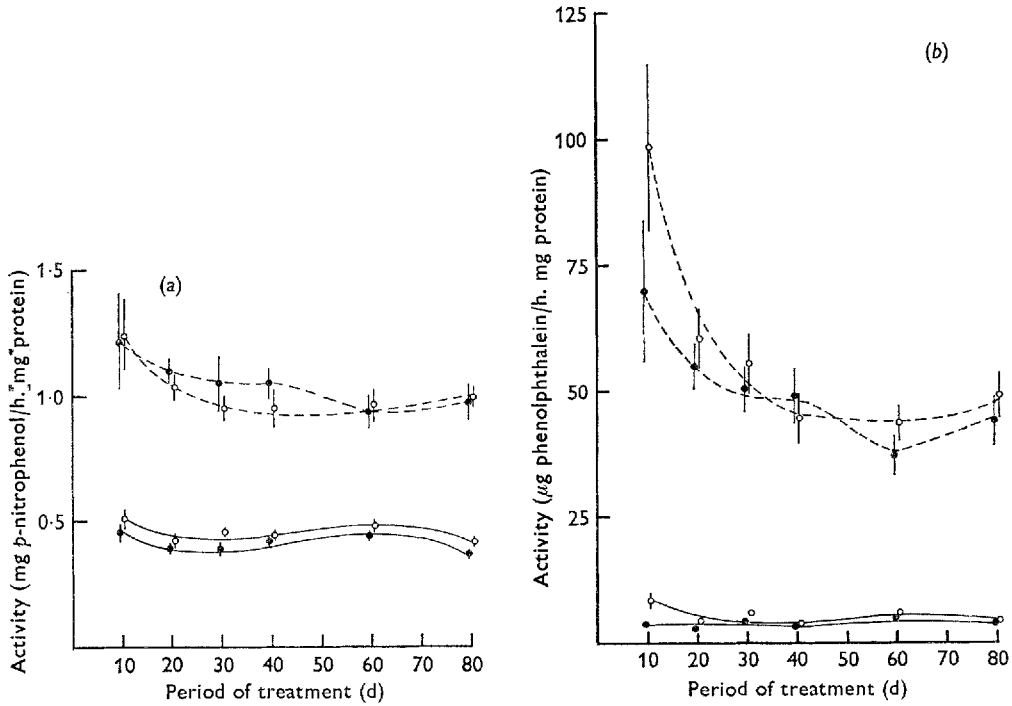 (a)
Activity (mg p-nitrophenol/h. mg protein)
1·5
1·0
0·5
10 20 30 40 50 60 70 80
Period of treatment (d)
(b)
Activity (μg phenolphthalein/h. mg protein)
125
100
75
50
25
10 20 30 40 50 60 70 80
Period of treatment (d)